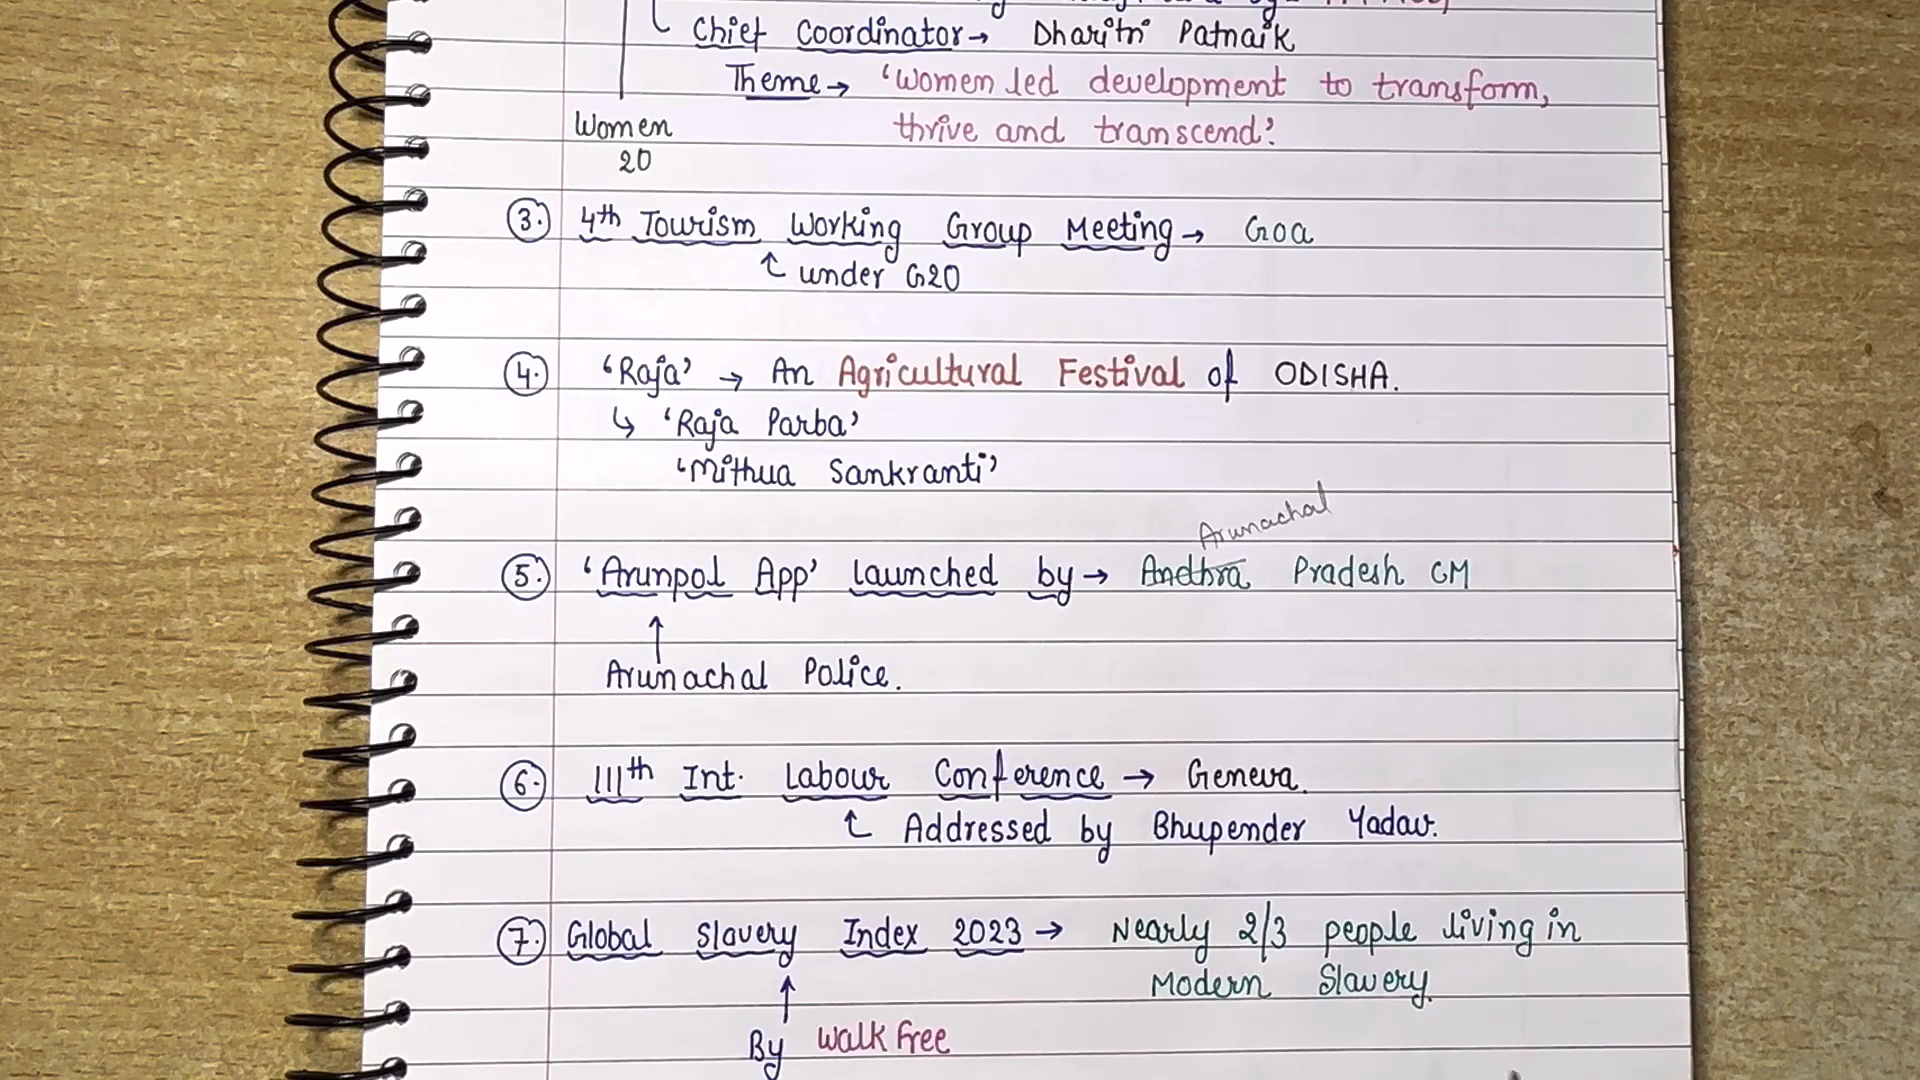 Chief Coordinator → Dharitri Patnaik
Theme → 'Women led development to transform,
thrive and transcend'.
Women
20
3. 4th Tourism Working Group Meeting → Goa
↑ under G20
4. 'Raja' → An Agricultural Festival of ODISHA.
↳ 'Raja Parba'
'Mithua Sankranti'
Arunachal
5. 'Arunpol App' launched by → Andhra Pradesh CM
↑
Arunachal Police.
6. 111th Int. Labour Conference → Geneva.
↑ Addressed by Bhupender Yadav.
7. Global Slavery Index 2023 → Nearly 2/3 people living in
Modern Slavery.
↑
By Walk Free